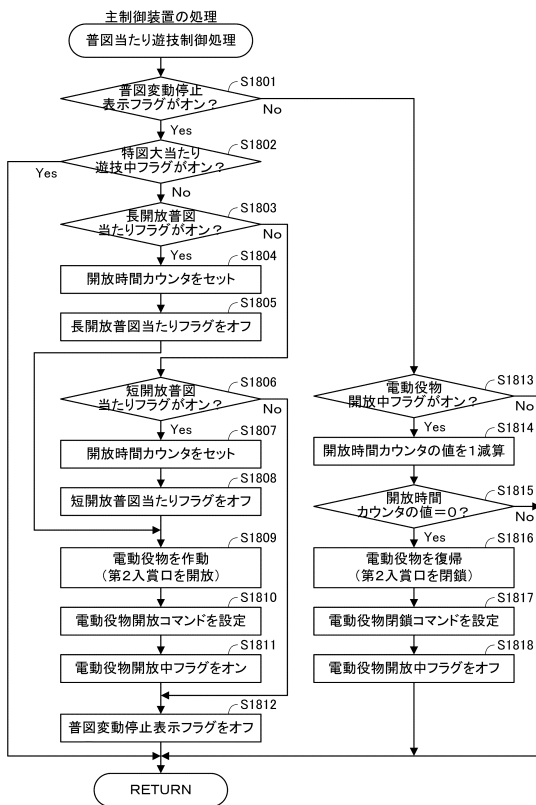 主制御装置の処理
普図当たり遊技制御処理
S1801
普図変動停止
表示フラグがオン？
No
Yes
S1802
特図大当たり
遊技中フラグがオン？
Yes
No
S1803
長開放普図
当たりフラグがオン？
No
Yes
S1804
開放時間カウンタをセット
S1805
長開放普図当たりフラグをオフ
S1806
短開放普図
当たりフラグがオン？
No
Yes
S1807
開放時間カウンタをセット
S1808
短開放普図当たりフラグをオフ
S1809
電動役物を作動
（第2入賞口を開放）
S1810
電動役物開放コマンドを設定
S1811
電動役物開放中フラグをオン
S1812
普図変動停止表示フラグをオフ
S1813
電動役物
開放中フラグがオン？
No
Yes
S1814
開放時間カウンタの値を1減算
S1815
開放時間
カウンタの値＝0？
No
Yes
S1816
電動役物を復帰
（第2入賞口を閉鎖）
S1817
電動役物閉鎖コマンドを設定
S1818
電動役物開放中フラグをオフ
RETURN